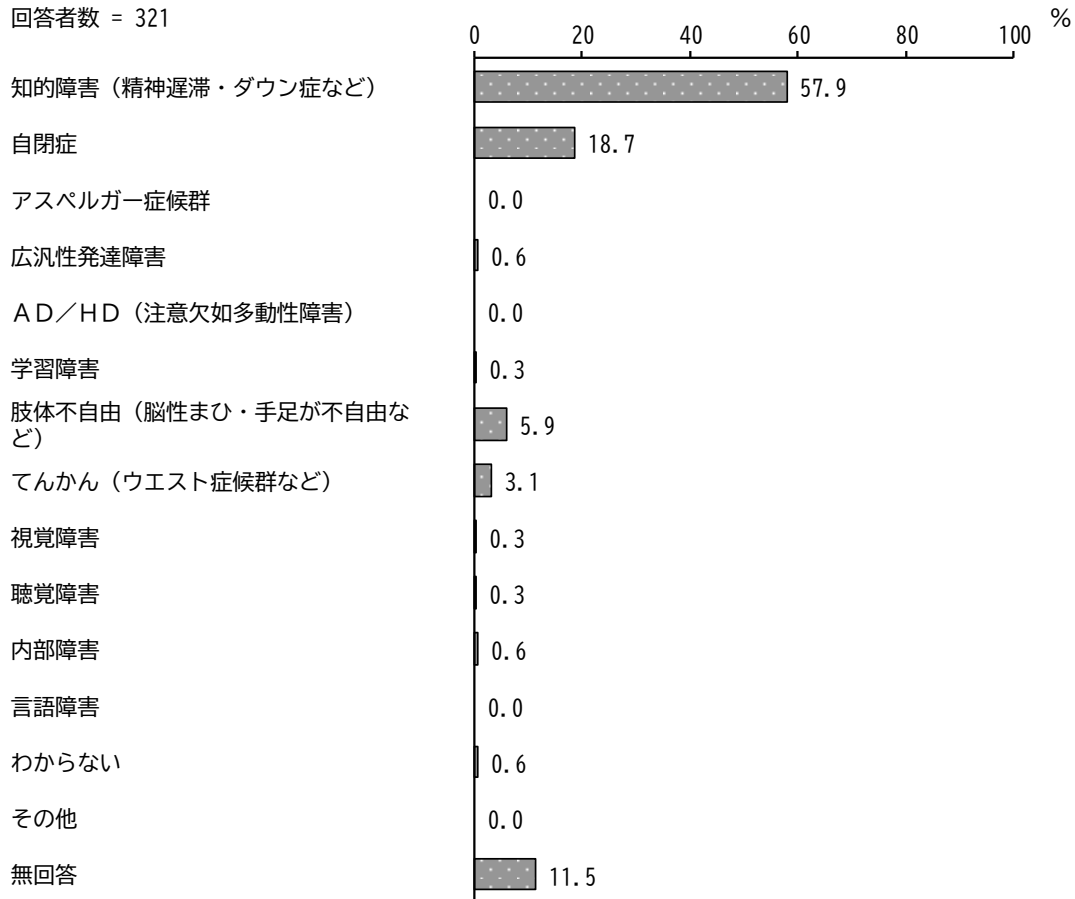 回答者数 = 321
%
0 20 40 60 80 100
知的障害（精神遅滞・ダウン症など） 57.9
自閉症 18.7
アスペルガー症候群 0.0
広汎性発達障害 0.6
ＡＤ／ＨＤ（注意欠如多動性障害） 0.0
学習障害 0.3
肢体不自由（脳性まひ・手足が不自由な
ど） 5.9
てんかん（ウエスト症候群など） 3.1
視覚障害 0.3
聴覚障害 0.3
内部障害 0.6
言語障害 0.0
わからない 0.6
その他 0.0
無回答 11.5